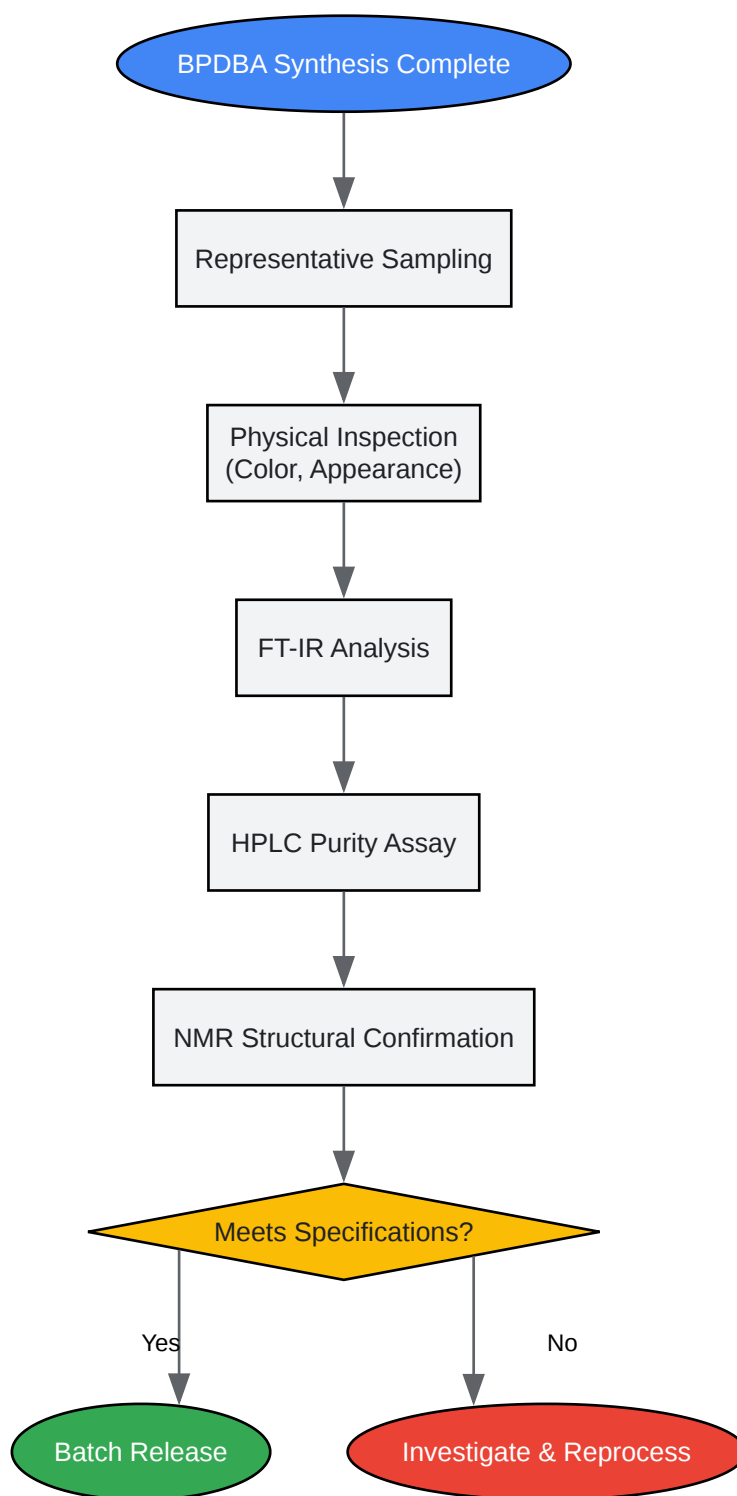 BPDBA Synthesis Complete
Representative Sampling
Physical Inspection
(Color, Appearance)
FT-IR Analysis
HPLC Purity Assay
NMR Structural Confirmation
Meets Specifications?
Yes
No
Batch Release
Investigate & Reprocess